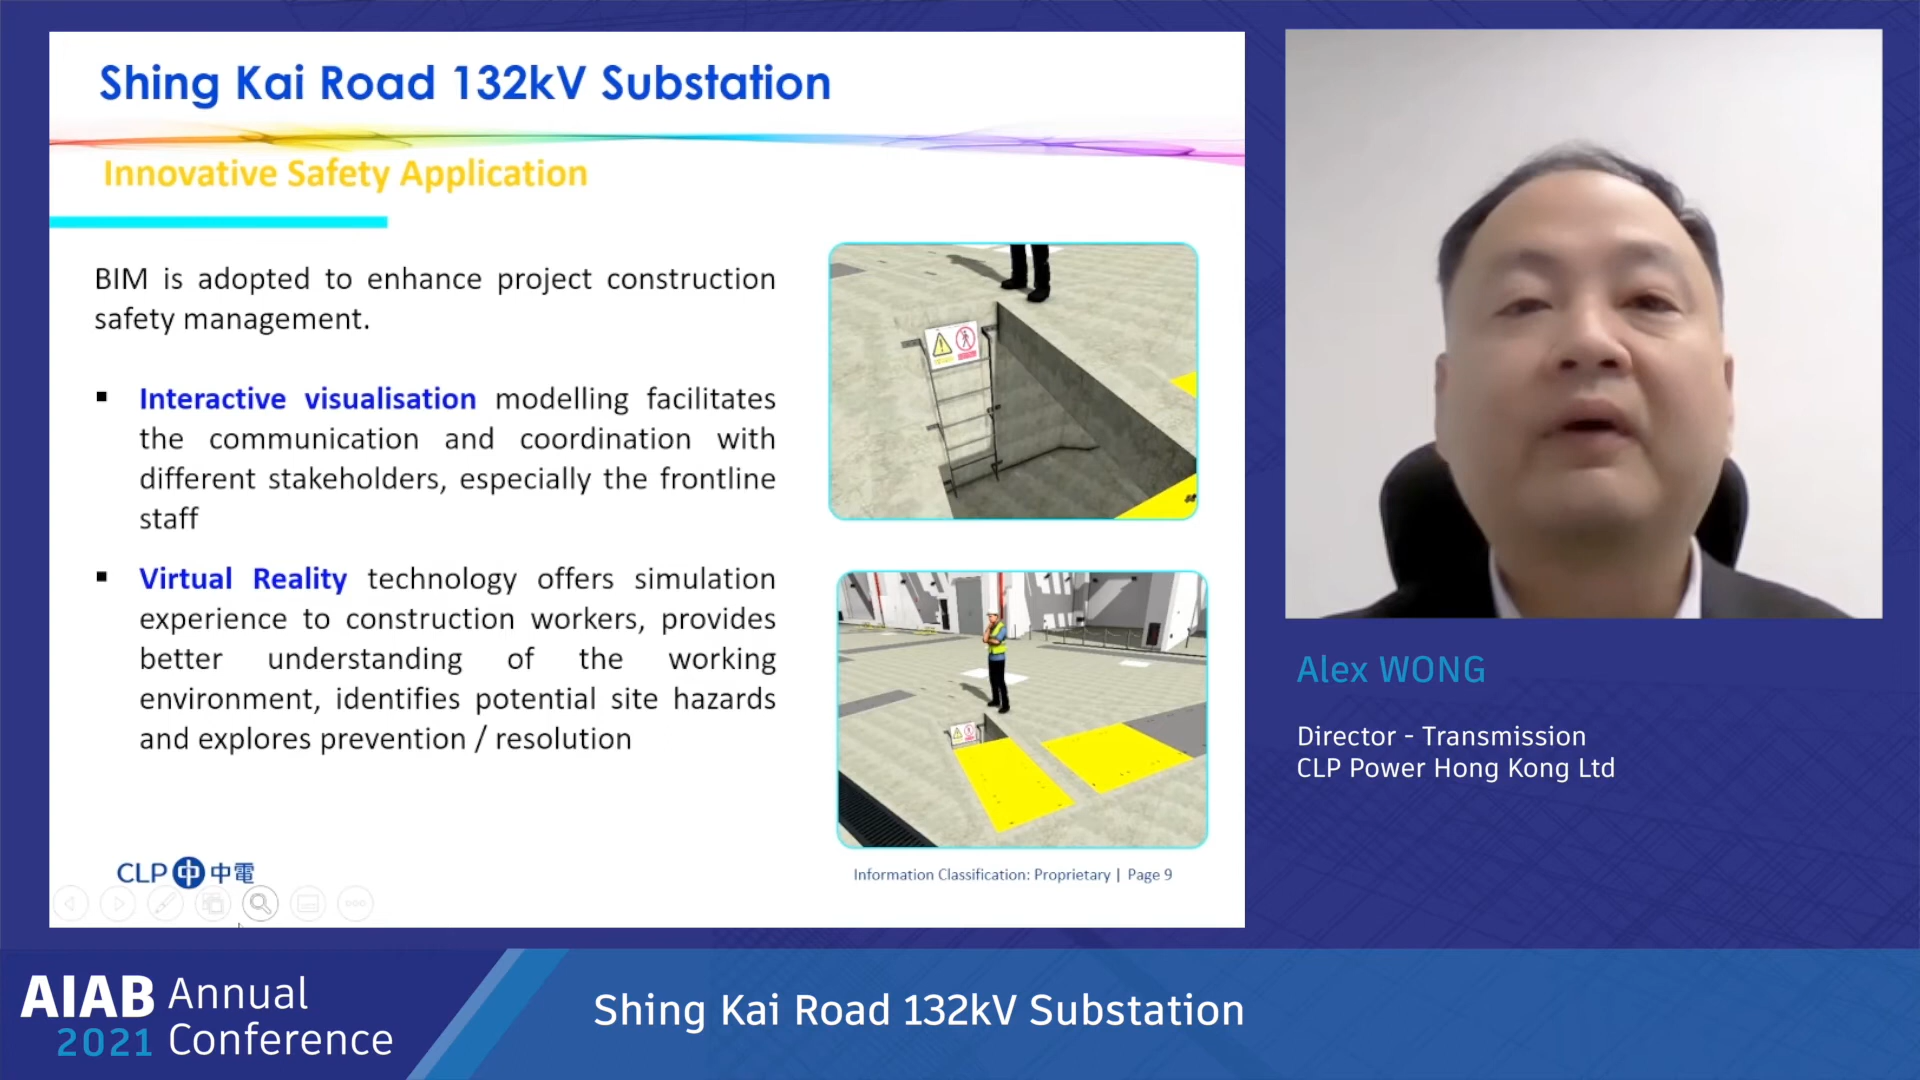 Shing Kai Road 132kV Substation
Innovative Safety Application
BIM is adopted to enhance project construction
safety management.
▪ Interactive visualisation modelling facilitates
the communication and coordination with
different stakeholders, especially the frontline
staff
▪ Virtual Reality technology offers simulation
experience to construction workers, provides
better understanding of the working
environment, identifies potential site hazards
and explores prevention / resolution
CLP 中電
Information Classification: Proprietary | Page 9
Alex WONG
Director - Transmission
CLP Power Hong Kong Ltd
AIAB Annual
2021 Conference
Shing Kai Road 132kV Substation